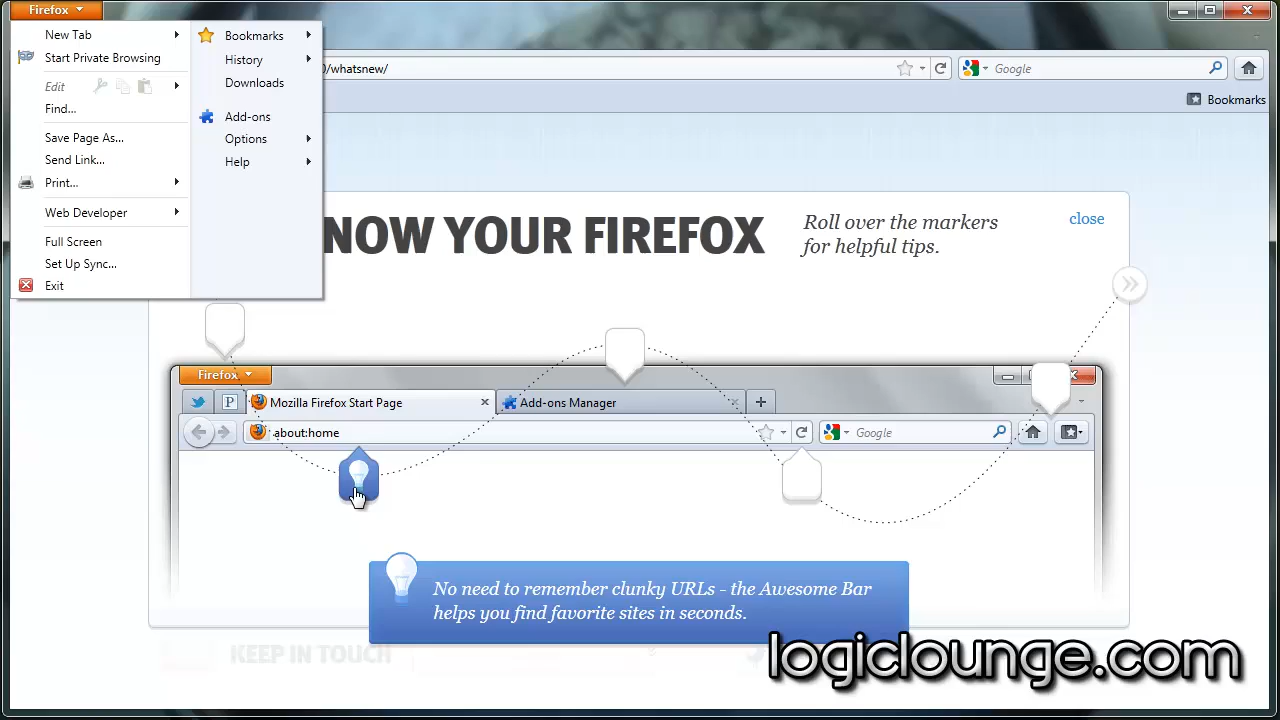 Firefox
New Tab
Start Private Browsing
Edit
Find...
Save Page As...
Send Link...
Print...
Web Developer
Full Screen
Set Up Sync...
Exit
Bookmarks
History
Downloads
Add-ons
Options
Help
0/whatsnew/
Google
Bookmarks
NOW YOUR FIREFOX
Roll over the markers
for helpful tips.
close
Firefox
P
Mozilla Firefox Start Page
Add-ons Manager
about:home
Google
No need to remember clunky URLs - the Awesome Bar
helps you find favorite sites in seconds.
KEEP IN TOUCH
logiclounge.com